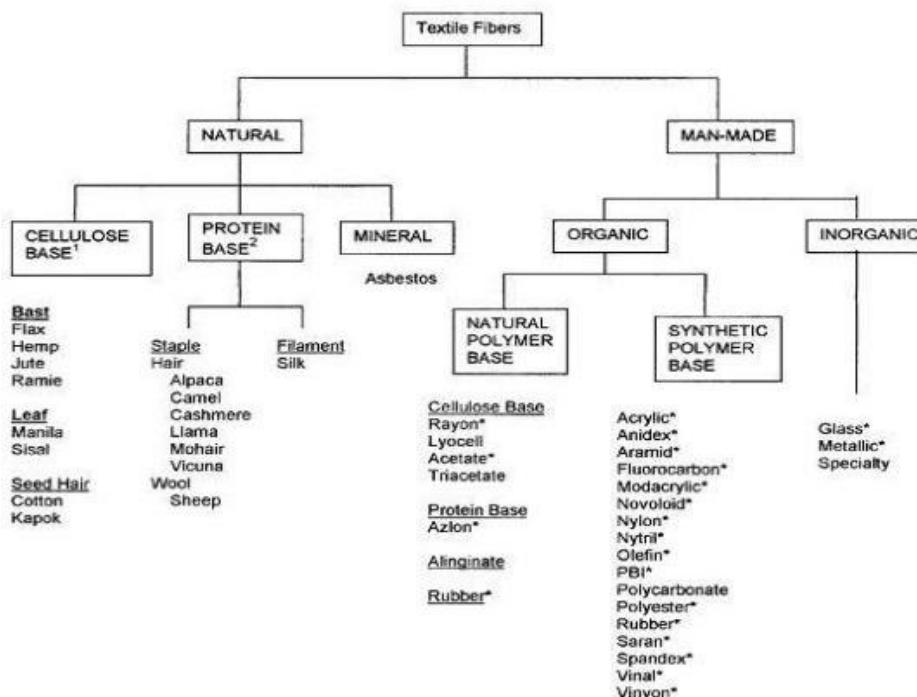 Textile Fibers
NATURAL
MAN-MADE
CELLULOSE
BASE1
PROTEIN
BASE2
MINERAL
Asbestos
ORGANIC
INORGANIC
Bast
Flax
Hemp
Jute
Ramie
Leaf
Manila
Sisal
Seed Hair
Cotton
Kapok
Staple
Hair
Alpaca
Camel
Cashmere
Llama
Mohair
Vicuna
Wool
Sheep
Filament
Silk
NATURAL
POLYMER
BASE
Cellulose Base
Rayon*
Lyocell
Acetate*
Triacetate
Protein Base
Azlon*
Alinginate
Rubber*
SYNTHETIC
POLYMER
BASE
Acrylic*
Anidex*
Aramid*
Fluorocarbon*
Modacrylic*
Novoloid*
Nylon*
Nytril*
Olefin*
PBI*
Polycarbonate
Polyester*
Rubber*
Saran*
Spandex*
Vinal*
Vinyon*
Glass*
Metallic*
Specialty